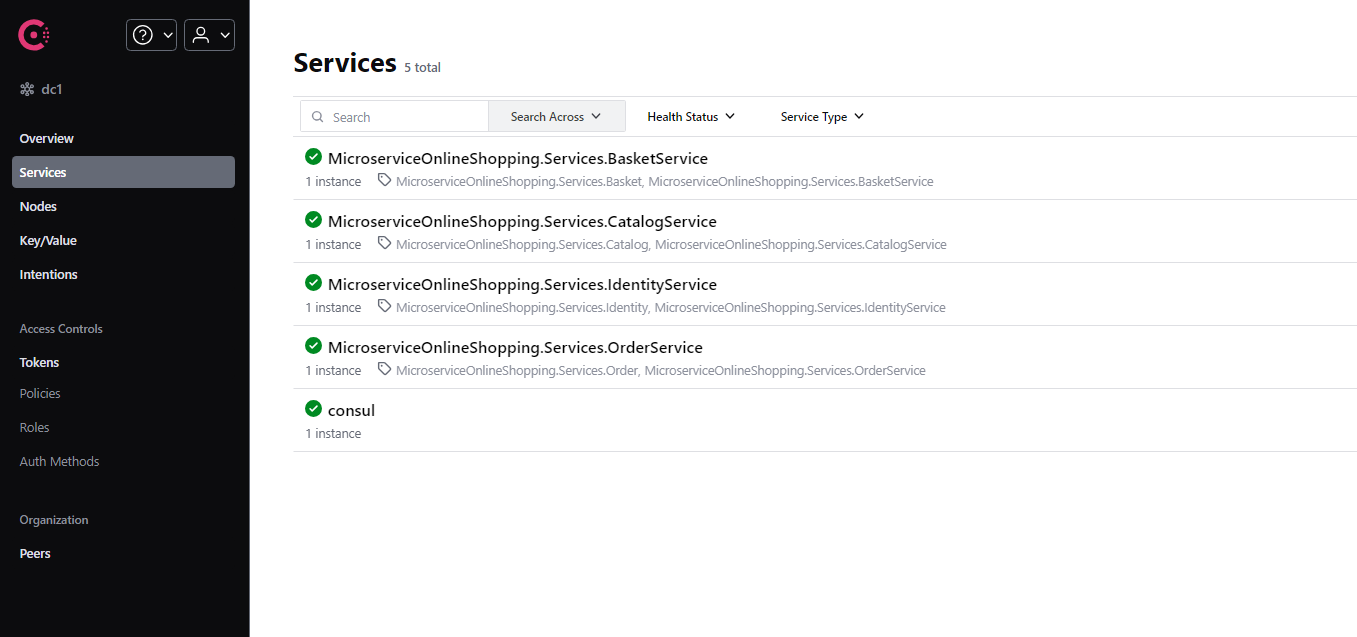 dc1
Overview
Services
Nodes
Key/Value
Intentions
Access Controls
Tokens
Policies
Roles
Auth Methods
Organization
Peers
Services 5 total
Search Search Across Health Status Service Type
MicroserviceOnlineShopping.Services.BasketService
1 instance MicroserviceOnlineShopping.Services.Basket, MicroserviceOnlineShopping.Services.BasketService
MicroserviceOnlineShopping.Services.CatalogService
1 instance MicroserviceOnlineShopping.Services.Catalog, MicroserviceOnlineShopping.Services.CatalogService
MicroserviceOnlineShopping.Services.IdentityService
1 instance MicroserviceOnlineShopping.Services.Identity, MicroserviceOnlineShopping.Services.IdentityService
MicroserviceOnlineShopping.Services.OrderService
1 instance MicroserviceOnlineShopping.Services.Order, MicroserviceOnlineShopping.Services.OrderService
consul
1 instance